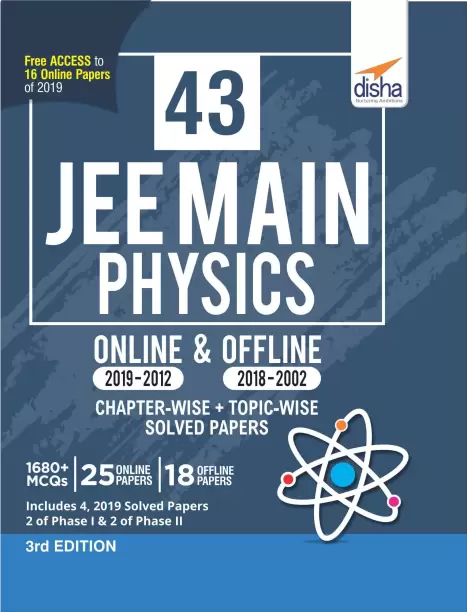 Free ACCESS to
16 Online Papers
of 2019
disha
Nurturing Ambitions
43
JEE MAIN
PHYSICS
ONLINE & OFFLINE
2019-2012 2018-2002
CHAPTER-WISE + TOPIC-WISE
SOLVED PAPERS
1680+
MCQs
25 ONLINE
PAPERS
18 OFFLINE
PAPERS
Includes 4, 2019 Solved Papers
2 of Phase I & 2 of Phase II
3rd EDITION